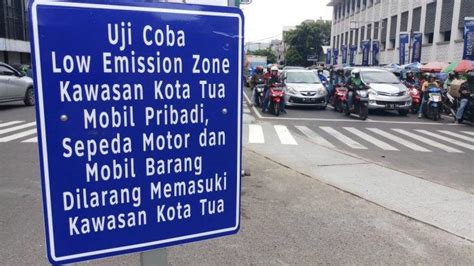 Uji Coba
Low Emission Zone
Kawasan Kota Tua
Mobil Pribadi,
Sepeda Motor dan
Mobil Barang
Dilarang Memasuki
Kawasan Kota Tua